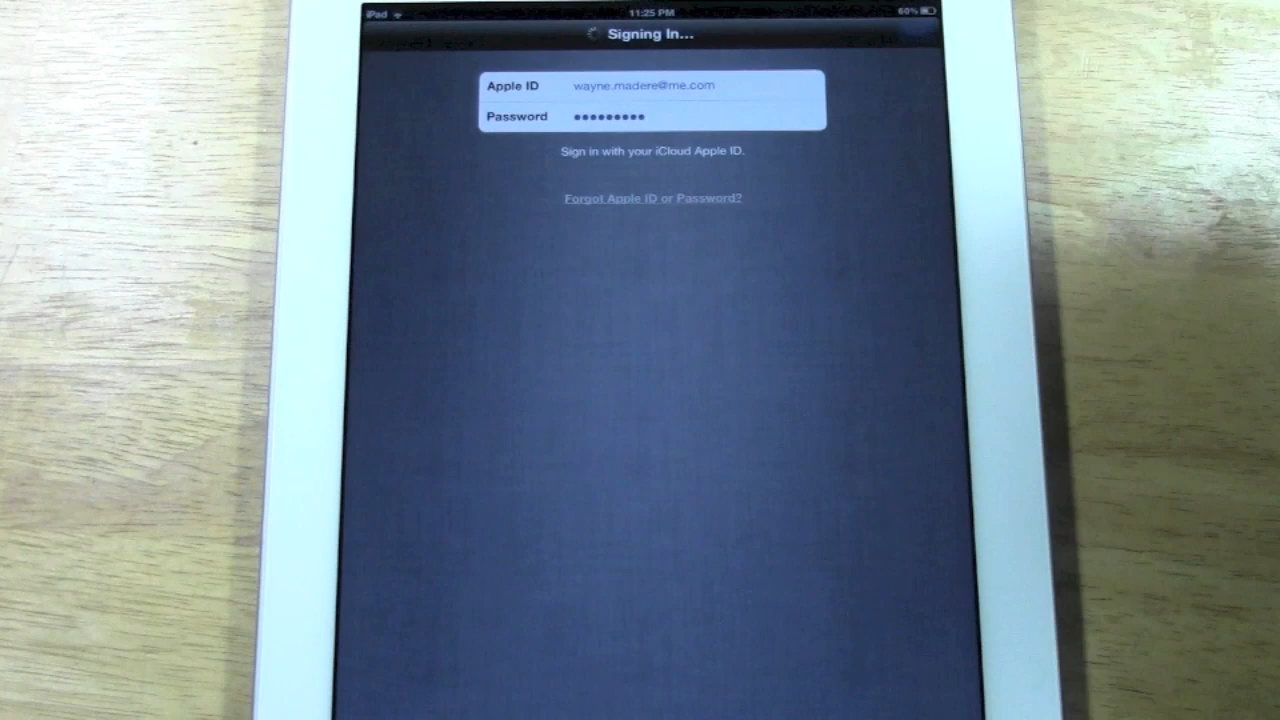 iPad 11:25 PM 60%
Signing In...
Apple ID wayne.madere@me.com
Password •••••••••
Sign in with your iCloud Apple ID.
Forgot Apple ID or Password?